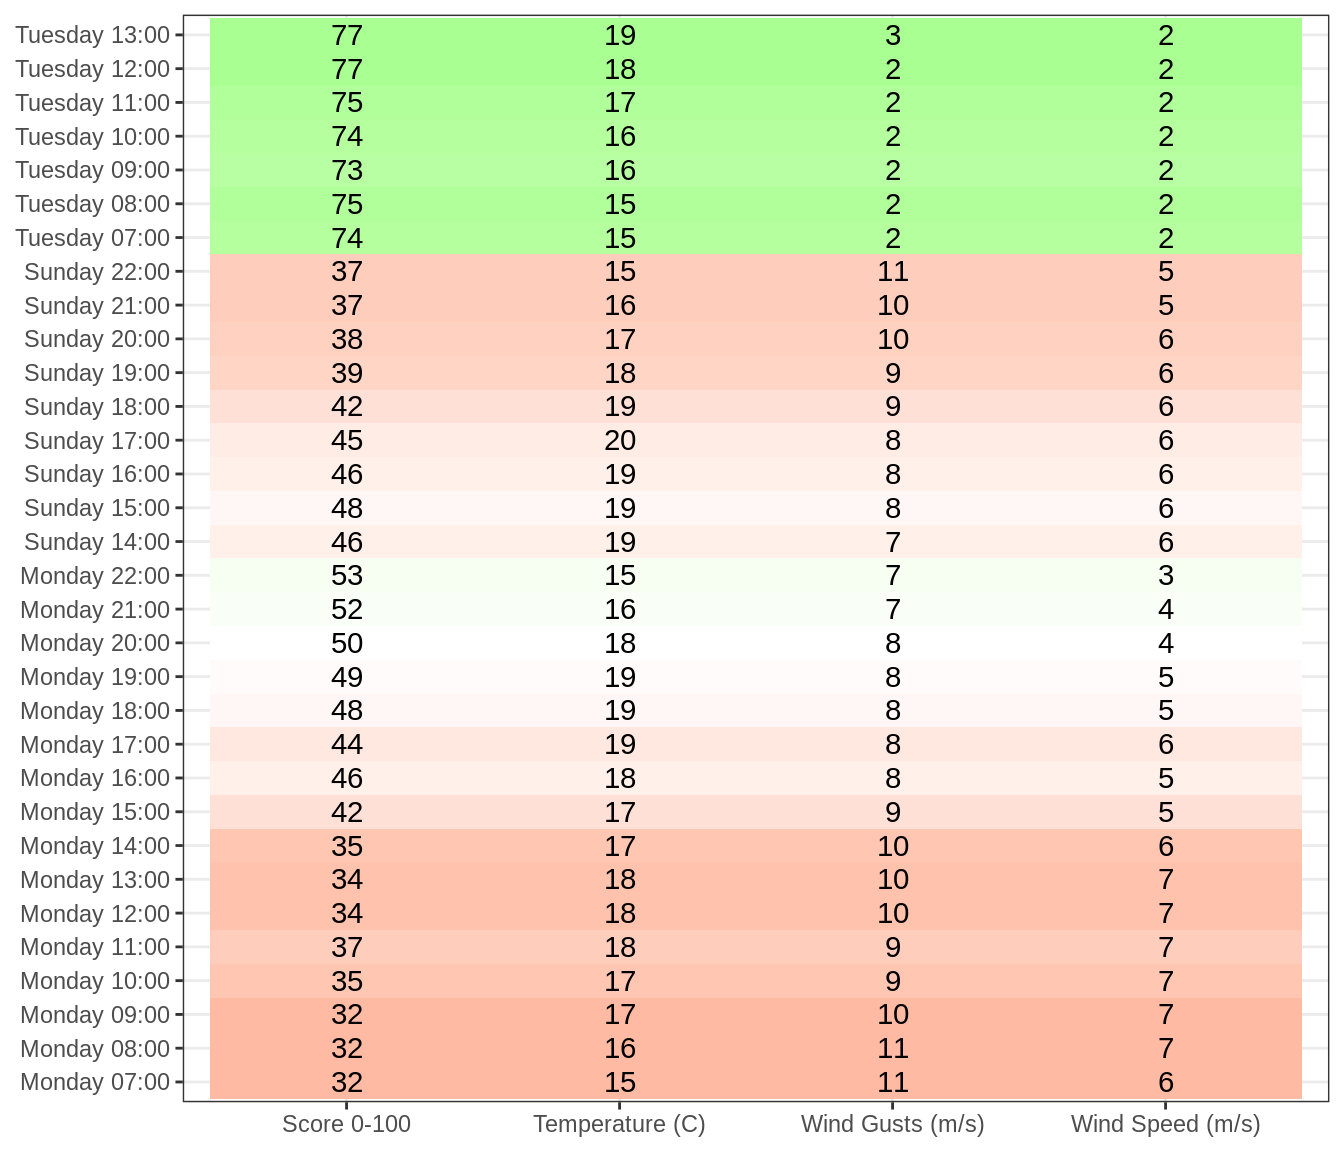 Tuesday 13:00 77 19 3 2
Tuesday 12:00 77 18 2 2
Tuesday 11:00 75 17 2 2
Tuesday 10:00 74 16 2 2
Tuesday 09:00 73 16 2 2
Tuesday 08:00 75 15 2 2
Tuesday 07:00 74 15 2 2
Sunday 22:00 37 15 11 5
Sunday 21:00 37 16 10 5
Sunday 20:00 38 17 10 6
Sunday 19:00 39 18 9 6
Sunday 18:00 42 19 9 6
Sunday 17:00 45 20 8 6
Sunday 16:00 46 19 8 6
Sunday 15:00 48 19 8 6
Sunday 14:00 46 19 7 6
Monday 22:00 53 15 7 3
Monday 21:00 52 16 7 4
Monday 20:00 50 18 8 4
Monday 19:00 49 19 8 5
Monday 18:00 48 19 8 5
Monday 17:00 44 19 8 6
Monday 16:00 46 18 8 5
Monday 15:00 42 17 9 5
Monday 14:00 35 17 10 6
Monday 13:00 34 18 10 7
Monday 12:00 34 18 10 7
Monday 11:00 37 18 9 7
Monday 10:00 35 17 9 7
Monday 09:00 32 17 10 7
Monday 08:00 32 16 11 7
Monday 07:00 32 15 11 6
Score 0-100 Temperature (C) Wind Gusts (m/s) Wind Speed (m/s)